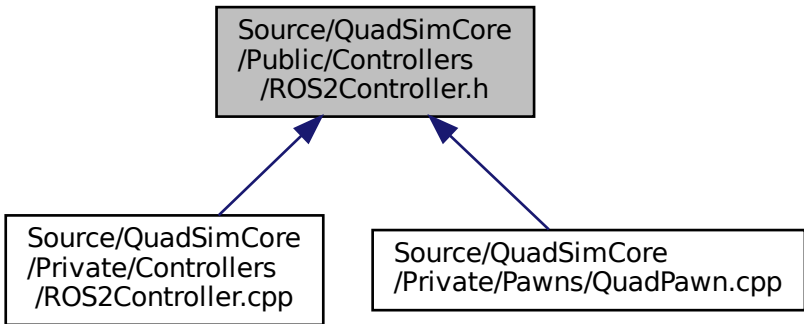 Source/QuadSimCore
/Public/Controllers
/ROS2Controller.h
Source/QuadSimCore
/Private/Controllers
/ROS2Controller.cpp
Source/QuadSimCore
/Private/Pawns/QuadPawn.cpp